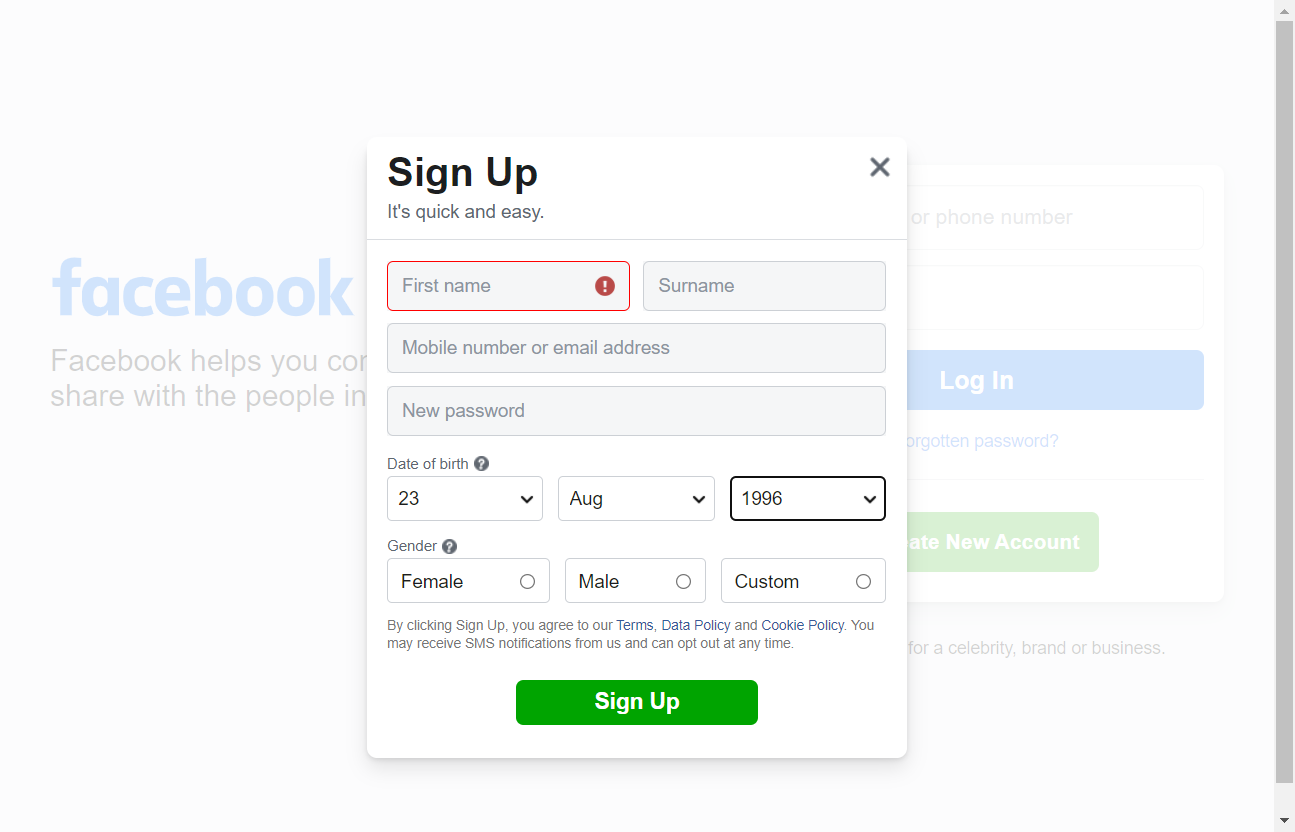 Sign Up
It's quick and easy.
First name
Surname
Mobile number or email address
New password
Date of birth ?
23
Aug
1996
Gender ?
Female
Male
Custom
By clicking Sign Up, you agree to our Terms, Data Policy and Cookie Policy. You
may receive SMS notifications from us and can opt out at any time.
Sign Up
facebook
Facebook helps you
share with the people in
or phone number
Log In
password?
New Account
for a celebrity, brand or business.